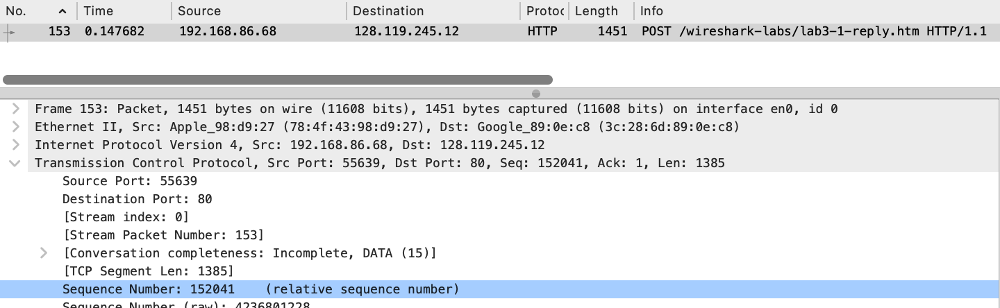 No. Time Source Destination Protoc Length Info
153 0.147682 192.168.86.68 128.119.245.12 HTTP 1451 POST /wireshark-labs/lab3-1-reply.htm HTTP/1.1
Frame 153: Packet, 1451 bytes on wire (11608 bits), 1451 bytes captured (11608 bits) on interface en0, id 0
Ethernet II, Src: Apple_98:d9:27 (78:4f:43:98:d9:27), Dst: Google_89:0e:c8 (3c:28:6d:89:0e:c8)
Internet Protocol Version 4, Src: 192.168.86.68, Dst: 128.119.245.12
Transmission Control Protocol, Src Port: 55639, Dst Port: 80, Seq: 152041, Ack: 1, Len: 1385
Source Port: 55639
Destination Port: 80
[Stream index: 0]
[Stream Packet Number: 153]
[Conversation completeness: Incomplete, DATA (15)]
[TCP Segment Len: 1385]
Sequence Number: 152041 (relative sequence number)
Sequence Number (raw): 4236801228